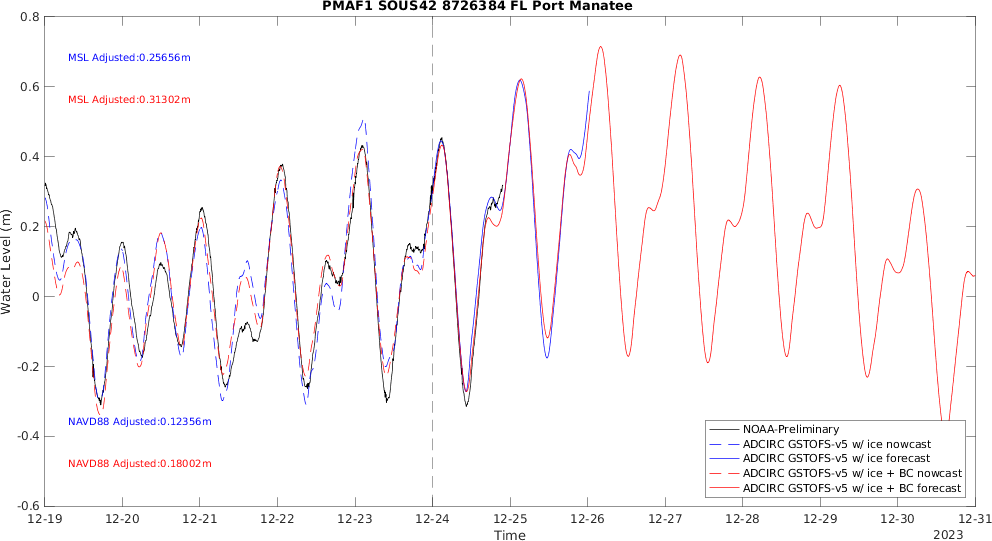 PMAF1 SOUS42 8726384 FL Port Manatee
0.8
0.6
0.4
0.2
0
-0.2
-0.4
-0.6
Water Level (m)
MSL Adjusted:0.25656m
MSL Adjusted:0.31302m
NAVD88 Adjusted:0.12356m
NAVD88 Adjusted:0.18002m
NOAA-Preliminary
ADCIRC GSTOFS-v5 w/ ice nowcast
ADCIRC GSTOFS-v5 w/ ice forecast
ADCIRC GSTOFS-v5 w/ ice + BC nowcast
ADCIRC GSTOFS-v5 w/ ice + BC forecast
12-19 12-20 12-21 12-22 12-23 12-24 12-25 12-26 12-27 12-28 12-29 12-30 12-31
Time
2023